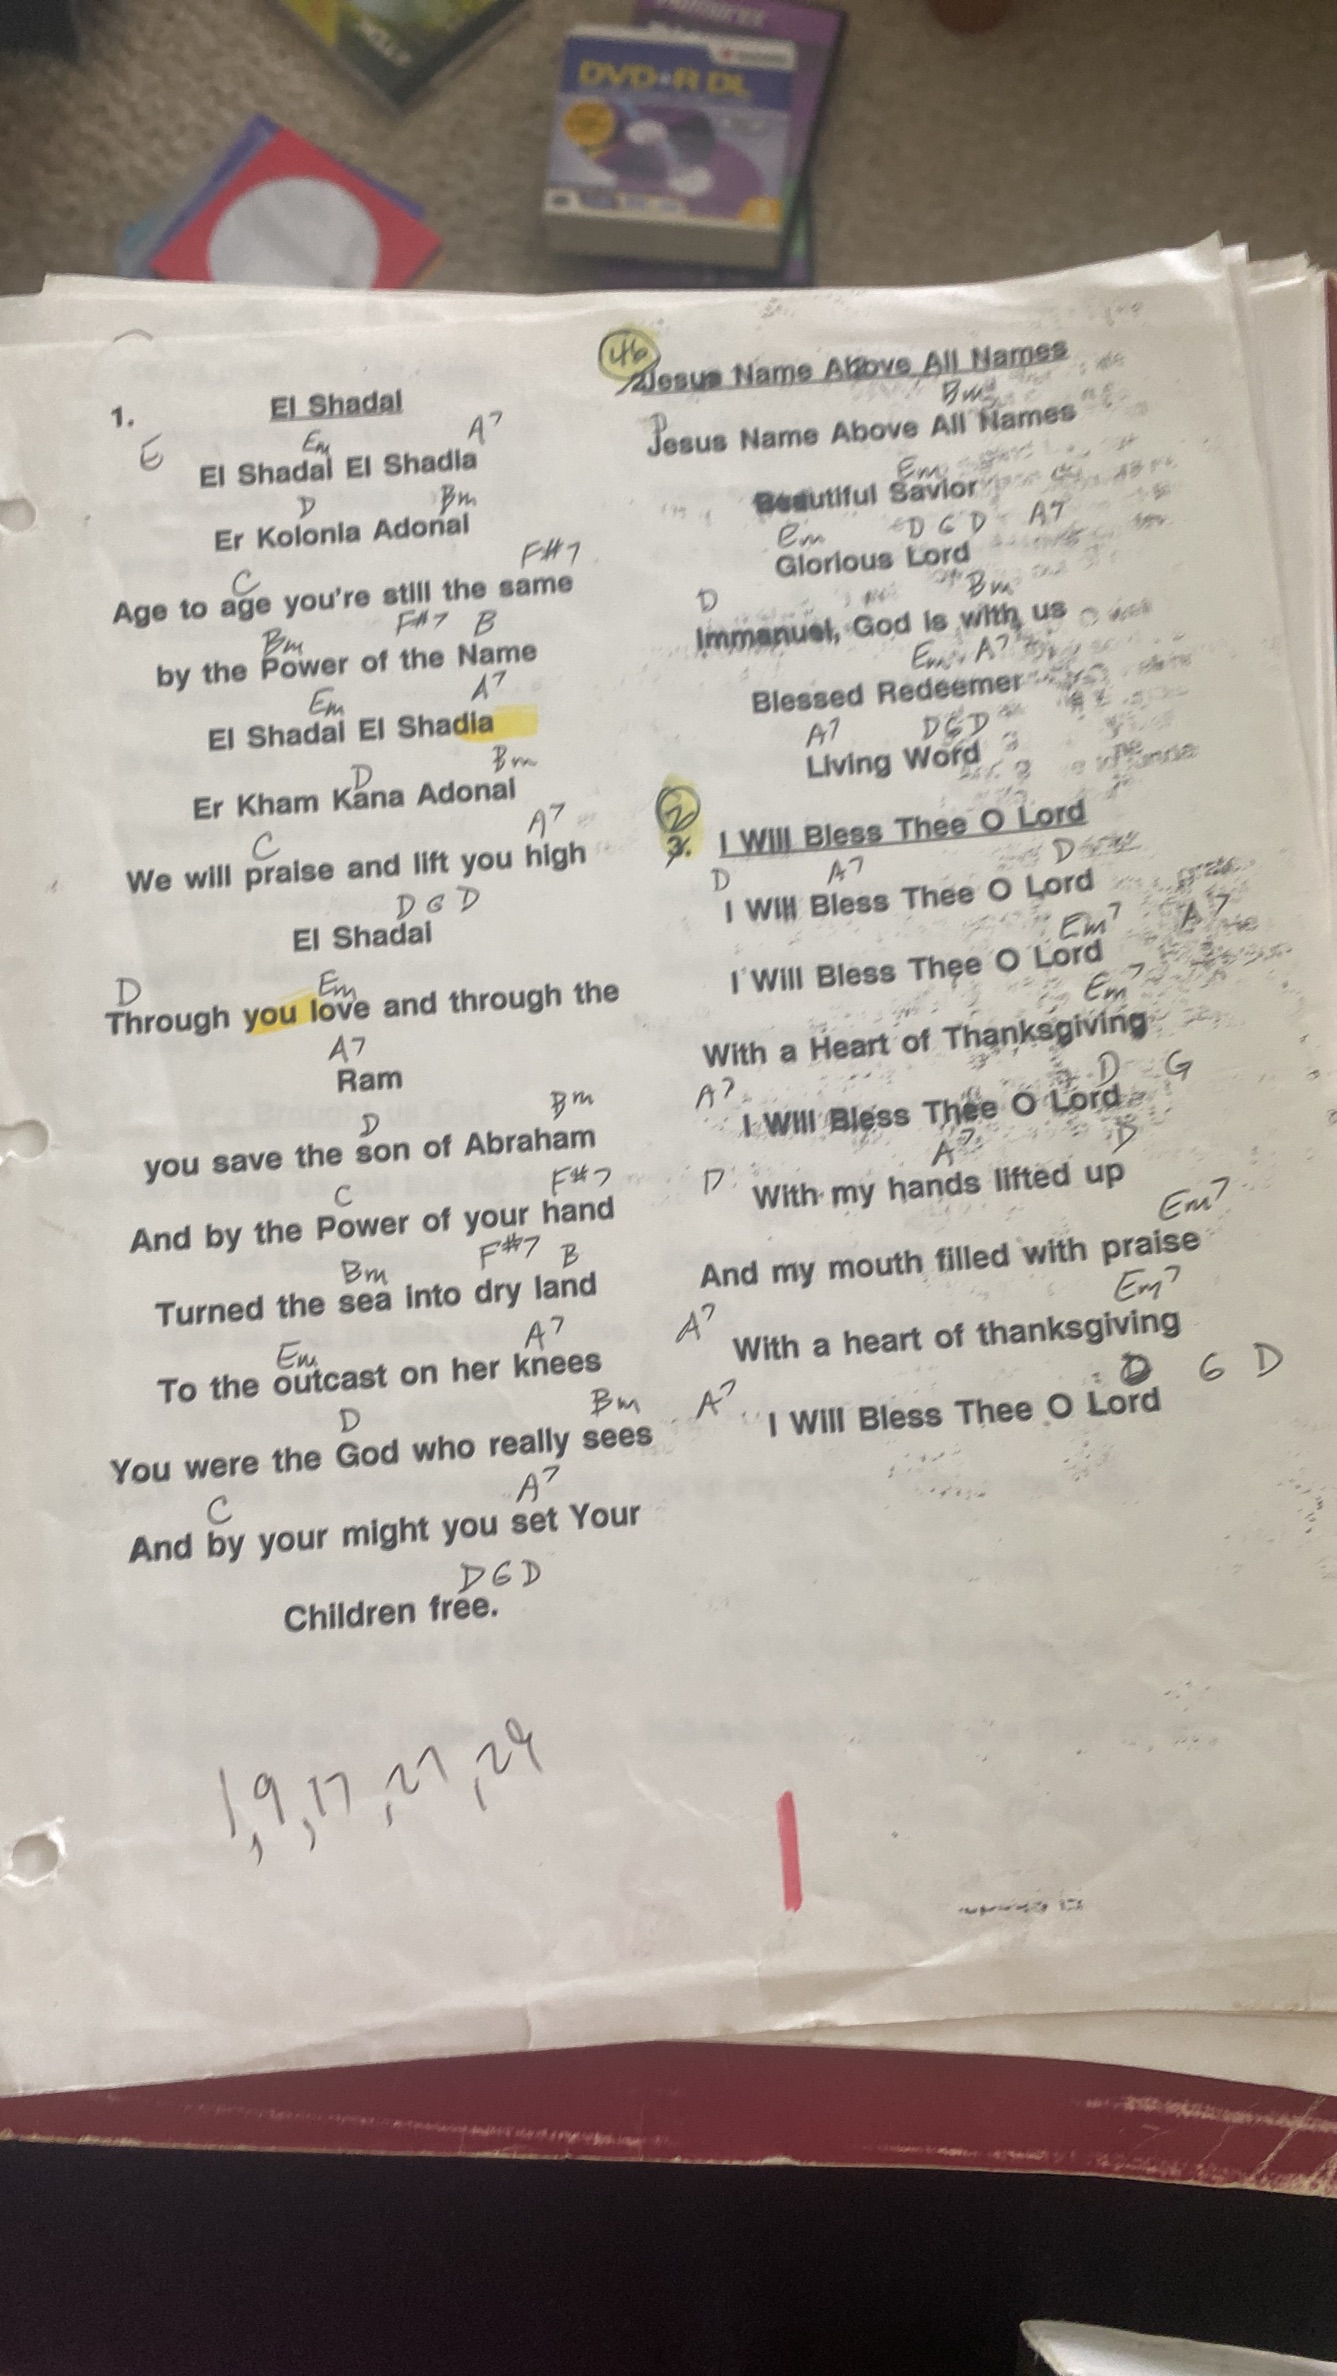 DVD+R DL
1.
El Shadai
E
Em A7
El Shadai El Shadia
D Bm
Er Kolonia Adonai
C F#7
Age to age you're still the same
Bm F#7 B
by the Power of the Name
Em A7
El Shadai El Shadia
D Bm
Er Kham Kana Adonai
C A7
We will praise and lift you high
D G D
El Shadai
D Em
Through you love and through the
A7
Ram
D Bm
you save the son of Abraham
C F#7
And by the Power of your hand
Bm F#7 B
Turned the sea into dry land
Em A7
To the outcast on her knees
D Bm
You were the God who really sees
C A7
And by your might you set Your
D G D
Children free.
1, 9, 17, 27, 29
46
2. Jesus Name Above All Names
D Bm
Jesus Name Above All Names
Em
Beautiful Savior
Em D G D A7
Glorious Lord
D Bm
Immanuel, God is with us
Em A7
Blessed Redeemer
A7 D G D
Living Word
2
3. I Will Bless Thee O Lord
D A7 D
I Will Bless Thee O Lord
Em7 A7
I Will Bless Thee O Lord
Em7
With a Heart of Thanksgiving
A7 D G
I Will Bless Thee O Lord
D A7 D
With my hands lifted up
Em7
And my mouth filled with praise
A7 Em7
With a heart of thanksgiving
A7 D G D
I Will Bless Thee O Lord